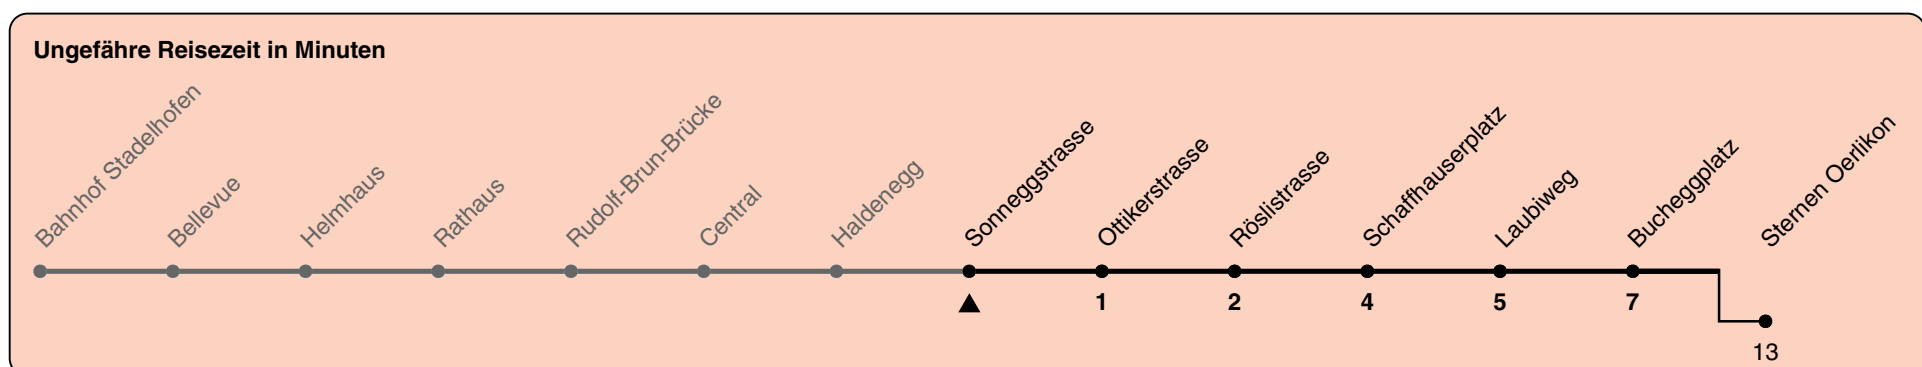 Ungefähre Reisezeit in Minuten
Bahnhof Stadelhofen
Bellevue
Helmhaus
Rathaus
Rudolf-Brun-Brücke
Central
Haldenegg
Sonneggstrasse
Ottikerstrasse
Röslistrasse
Schaffhauserplatz
Laubiweg
Bucheggplatz
Sternen Oerlikon
1 2 4 5 7
13